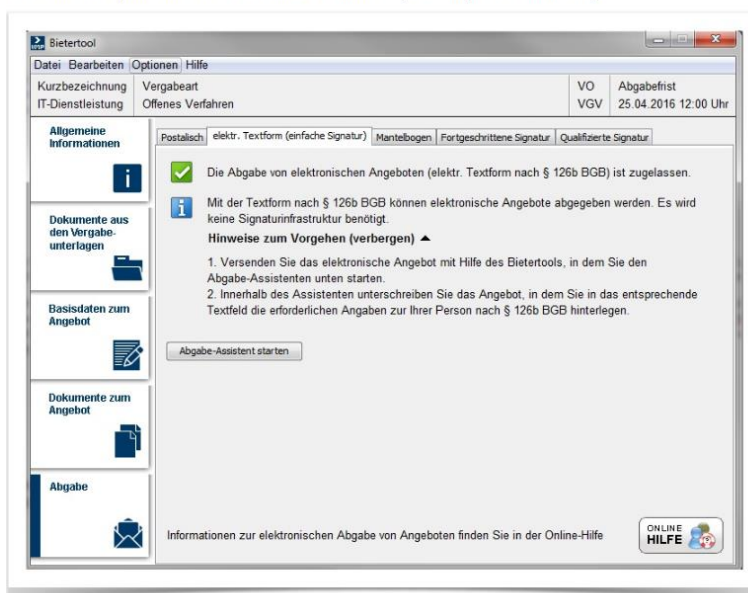 Bietertool
Datei Bearbeiten Optionen Hilfe
Kurzbezeichnung Vergabeart VO Abgabefrist
IT-Dienstleistung Offenes Verfahren VGV 25.04.2016 12:00 Uhr
Allgemeine
Informationen
Dokumente aus
den Vergabe-
unterlagen
Basisdaten zum
Angebot
Dokumente zum
Angebot
Abgabe
Postalisch elektr. Textform (einfache Signatur) Mantelbogen Fortgeschrittene Signatur Qualifizierte Signatur
Die Abgabe von elektronischen Angeboten (elektr. Textform nach § 126b BGB) ist zugelassen.
Mit der Textform nach § 126b BGB können elektronische Angebote abgegeben werden. Es wird
keine Signaturinfrastruktur benötigt.
Hinweise zum Vorgehen (verbergen)
1. Versenden Sie das elektronische Angebot mit Hilfe des Bietertools, in dem Sie den
Abgabe-Assistenten unten starten.
2. Innerhalb des Assistenten unterschreiben Sie das Angebot, in dem Sie in das entsprechende
Textfeld die erforderlichen Angaben zur Ihrer Person nach § 126b BGB hinterlegen.
Abgabe-Assistent starten
Informationen zur elektronischen Abgabe von Angeboten finden Sie in der Online-Hilfe
ONLINE
HILFE